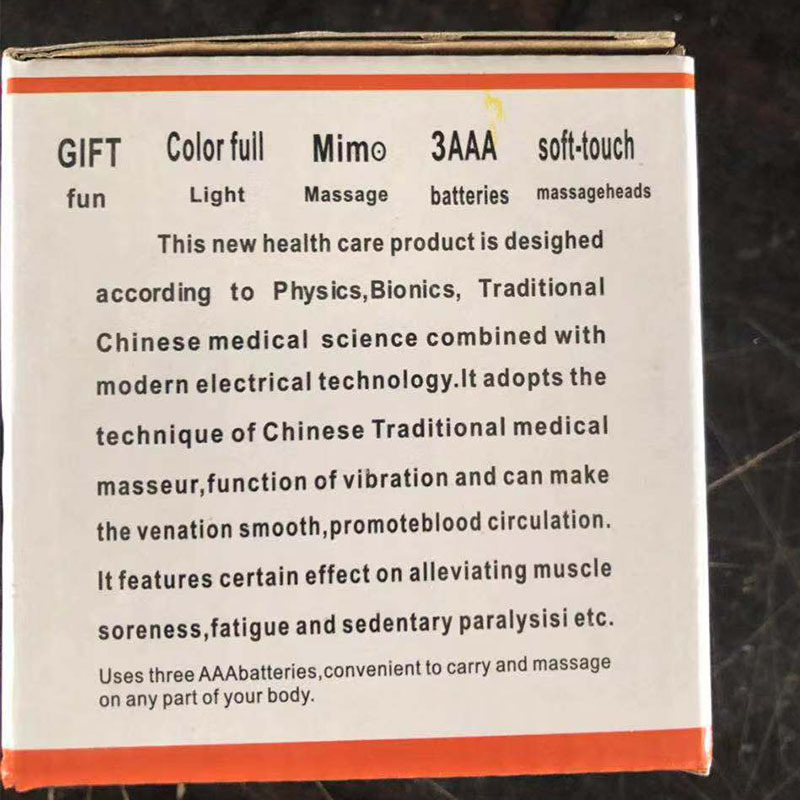 GIFT Color full Mimo 3AAA soft-touch
fun Light Massage batteries massageheads
This new health care product is desighed
according to Physics,Bionics, Traditional
Chinese medical science combined with
modern electrical technology.It adopts the
technique of Chinese Traditional medical
masseur,function of vibration and can make
the venation smooth,promoteblood circulation.
It features certain effect on alleviating muscle
soreness,fatigue and sedentary paralysisi etc.
Uses three AAAbatteries,convenient to carry and massage
on any part of your body.